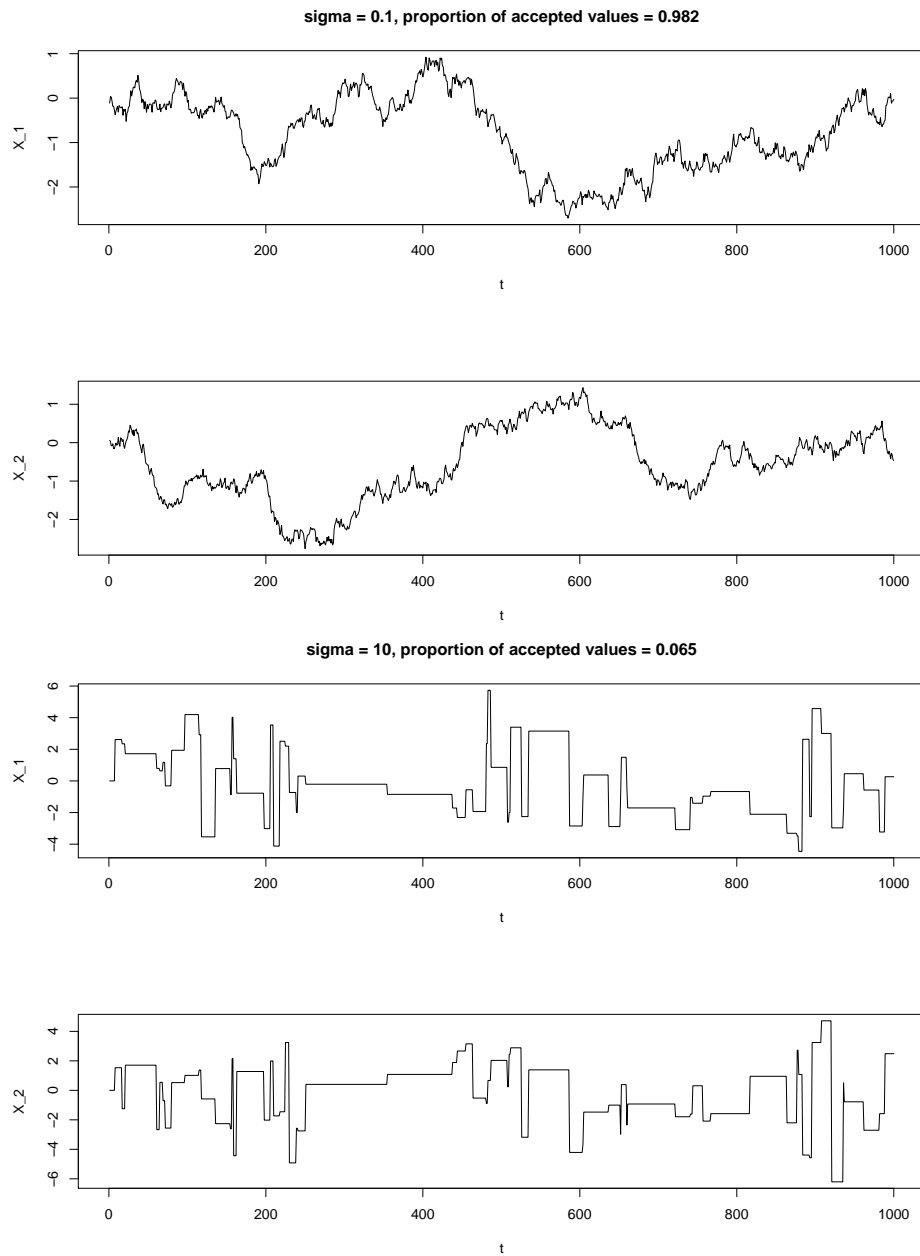 sigma = 0.1, proportion of accepted values = 0.982
X_1
1
0
−1
−2
0 200 400 600 800 1000
t
X_2
1
0
−1
−2
0 200 400 600 800 1000
t
sigma = 10, proportion of accepted values = 0.065
X_1
6
4
2
0
−2
−4
0 200 400 600 800 1000
t
X_2
4
2
0
−2
−4
−6
0 200 400 600 800 1000
t